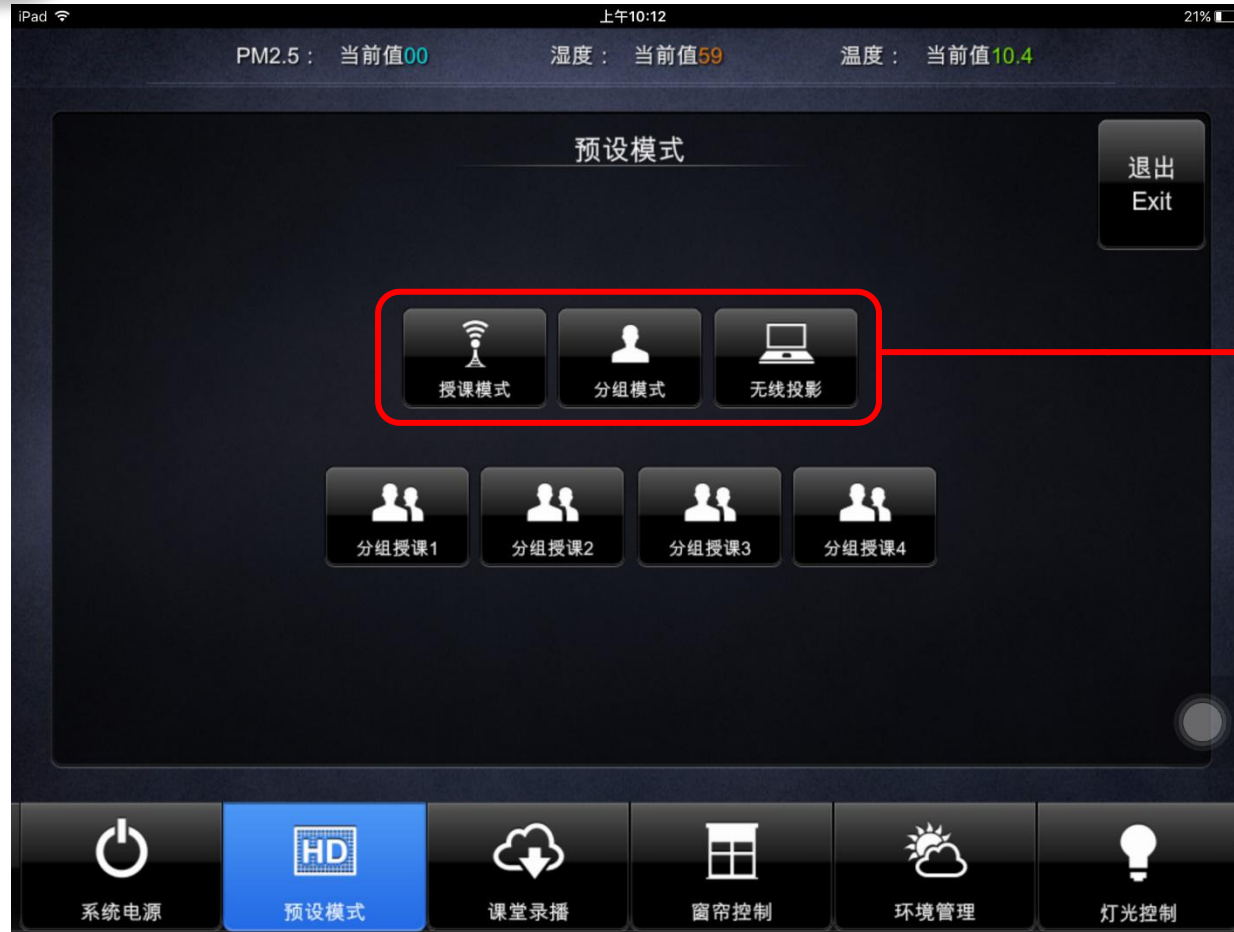 iPad 上午10:12 21%
PM2.5： 当前值00 湿度： 当前值59 温度： 当前值10.4
预设模式
退出
Exit
授课模式 分组模式 无线投影
分组授课1 分组授课2 分组授课3 分组授课4
HD
系统电源 预设模式 课堂录播 窗帘控制 环境管理 灯光控制